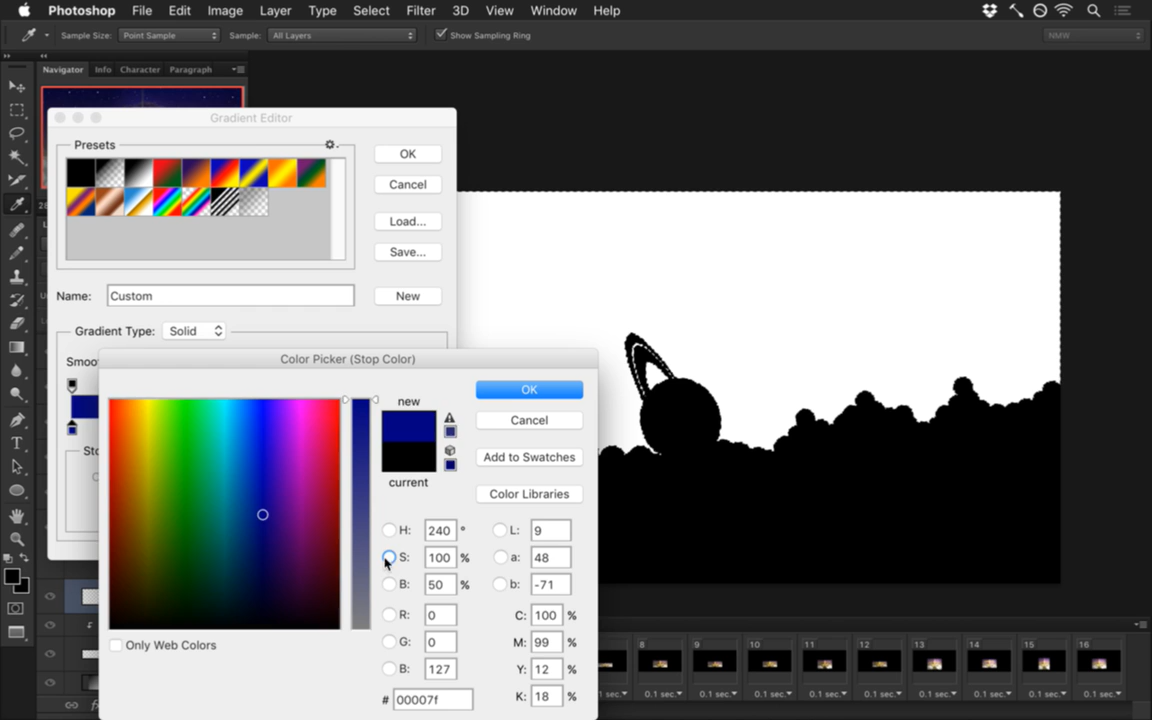 Photoshop File Edit Image Layer Type Select Filter 3D View Window Help
Sample Size: Point Sample Sample: All Layers Show Sampling Ring NMW
Navigator Info Character Paragraph
Gradient Editor
Presets
OK
Cancel
Load...
Save...
Name: Custom New
Gradient Type: Solid
Smoo
Sto
Color Picker (Stop Color)
new
current
OK
Cancel
Add to Swatches
Color Libraries
H: 240 ° L: 9
S: 100 % a: 48
B: 50 % b: -71
R: 0 C: 100 %
G: 0 M: 99 %
B: 127 Y: 12 %
# 00007f K: 18 %
Only Web Colors
8 9 10 11 12 13 14 15 16
1 sec. 0.1 sec. 0.1 sec. 0.1 sec. 0.1 sec. 0.1 sec. 0.1 sec. 0.1 sec. 0.1 sec. 0.1 sec.